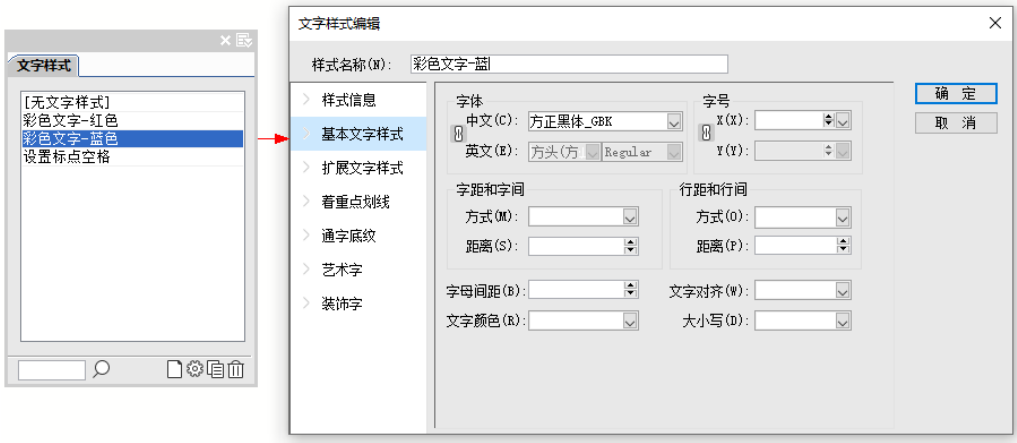 文字样式
[无文字样式]
彩色文字-红色
彩色文字-蓝色
设置标点空格
文字样式编辑
样式名称(N): 彩色文字-蓝
确 定
取 消
样式信息
基本文字样式
扩展文字样式
着重点划线
通字底纹
艺术字
装饰字
字体
中文(C): 方正黑体_GBK
英文(E): 方头(方 Regular
字号
X(X):
Y(Y):
字距和字间
方式(M):
距离(S):
行距和行间
方式(O):
距离(P):
字母间距(B):
文字对齐(W):
文字颜色(R):
大小写(D):